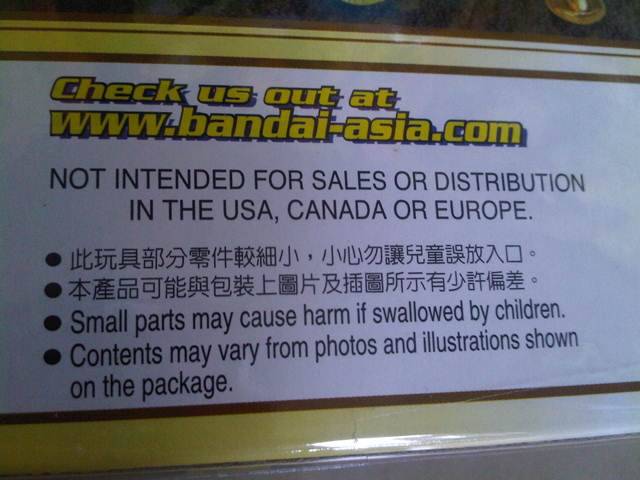 Check us out at
www.bandai-asia.com
NOT INTENDED FOR SALES OR DISTRIBUTION
IN THE USA, CANADA OR EUROPE.
● 此玩具部分零件較細小，小心勿讓兒童誤放入口。
● 本產品可能與包裝上圖片及插圖所示有少許偏差。
● Small parts may cause harm if swallowed by children.
● Contents may vary from photos and illustrations shown
on the package.